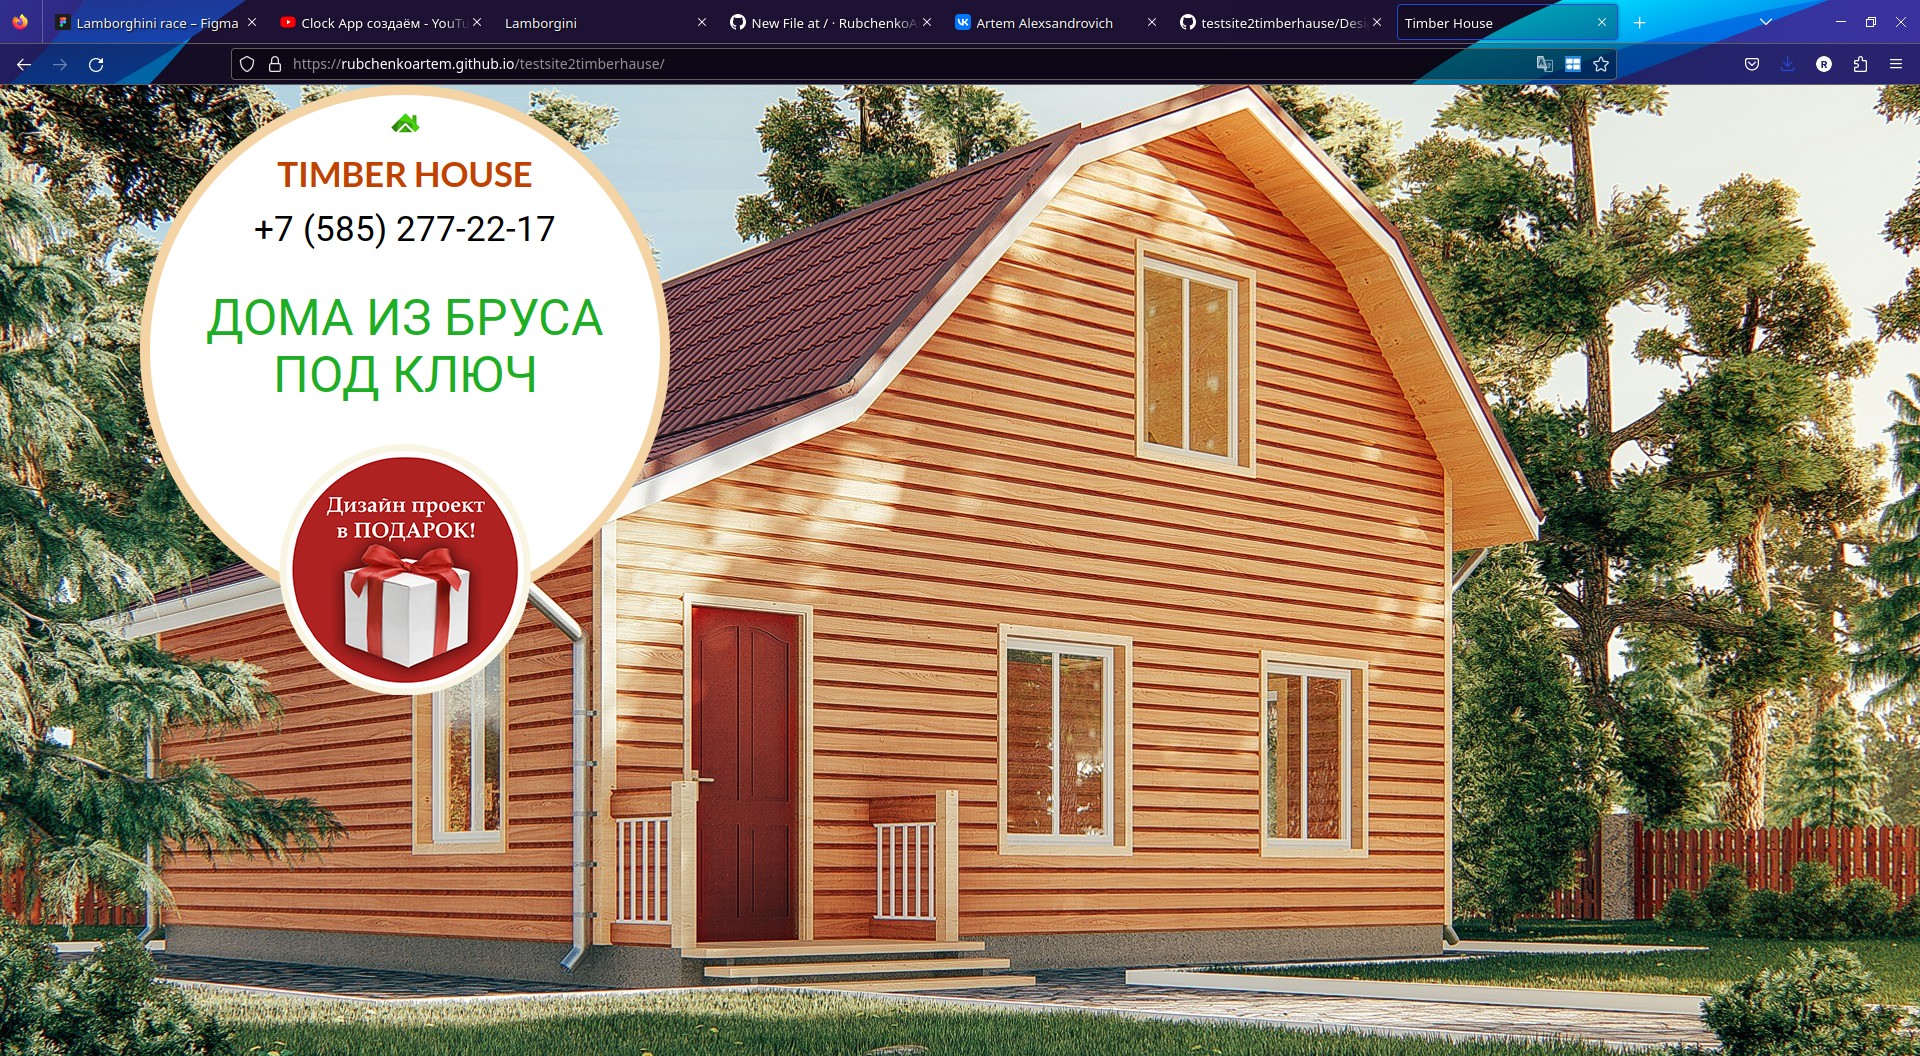 Lamborghini race – Figma
Clock App создаём - YouTu
Lamborgini
New File at / · RubchenkoA
Artem Alexsandrovich
testsite2timberhause/Desi
Timber House
https://rubchenkoartem.github.io/testsite2timberhause/
R
TIMBER HOUSE
+7 (585) 277-22-17
ДОМА ИЗ БРУСА
ПОД КЛЮЧ
Дизайн проект
в ПОДАРОК!